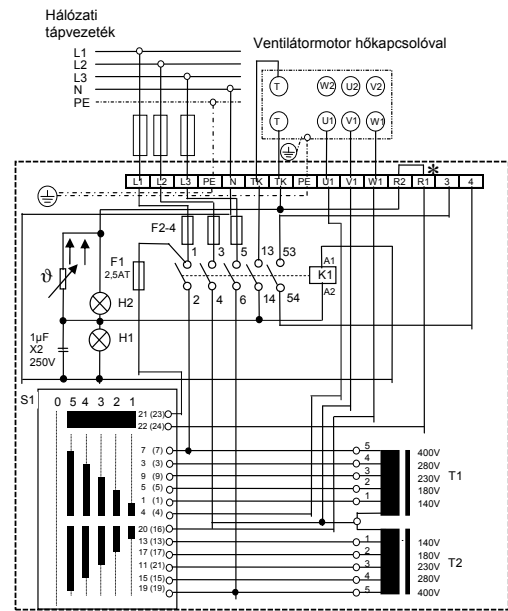 Hálózati
tápvezeték
Ventilátormotor hőkapcsolóval
L1
L2
L3
N
PE
T W2 U2 V2
T U1 V1 W1
L1 L2 L3 PE N TK TK PE U1 V1 W1 R2 R1 3 4
*
F2-4
F1
2,5AT
1 3 5 13 53
2 4 6 14 54
A1
K1
A2
ϑ
H2
H1
1µF
X2
250V
S1 0 5 4 3 2 1
21 (23)
22 (24)
7 (7)
3 (3)
9 (9)
5 (5)
1 (1)
4 (4)
20 (16)
13 (13)
17 (17)
11 (21)
15 (15)
19 (19)
5 400V
4 280V
3 230V
2 180V
1 140V
T1
1 140V
2 180V
3 230V
4 280V
5 400V
T2